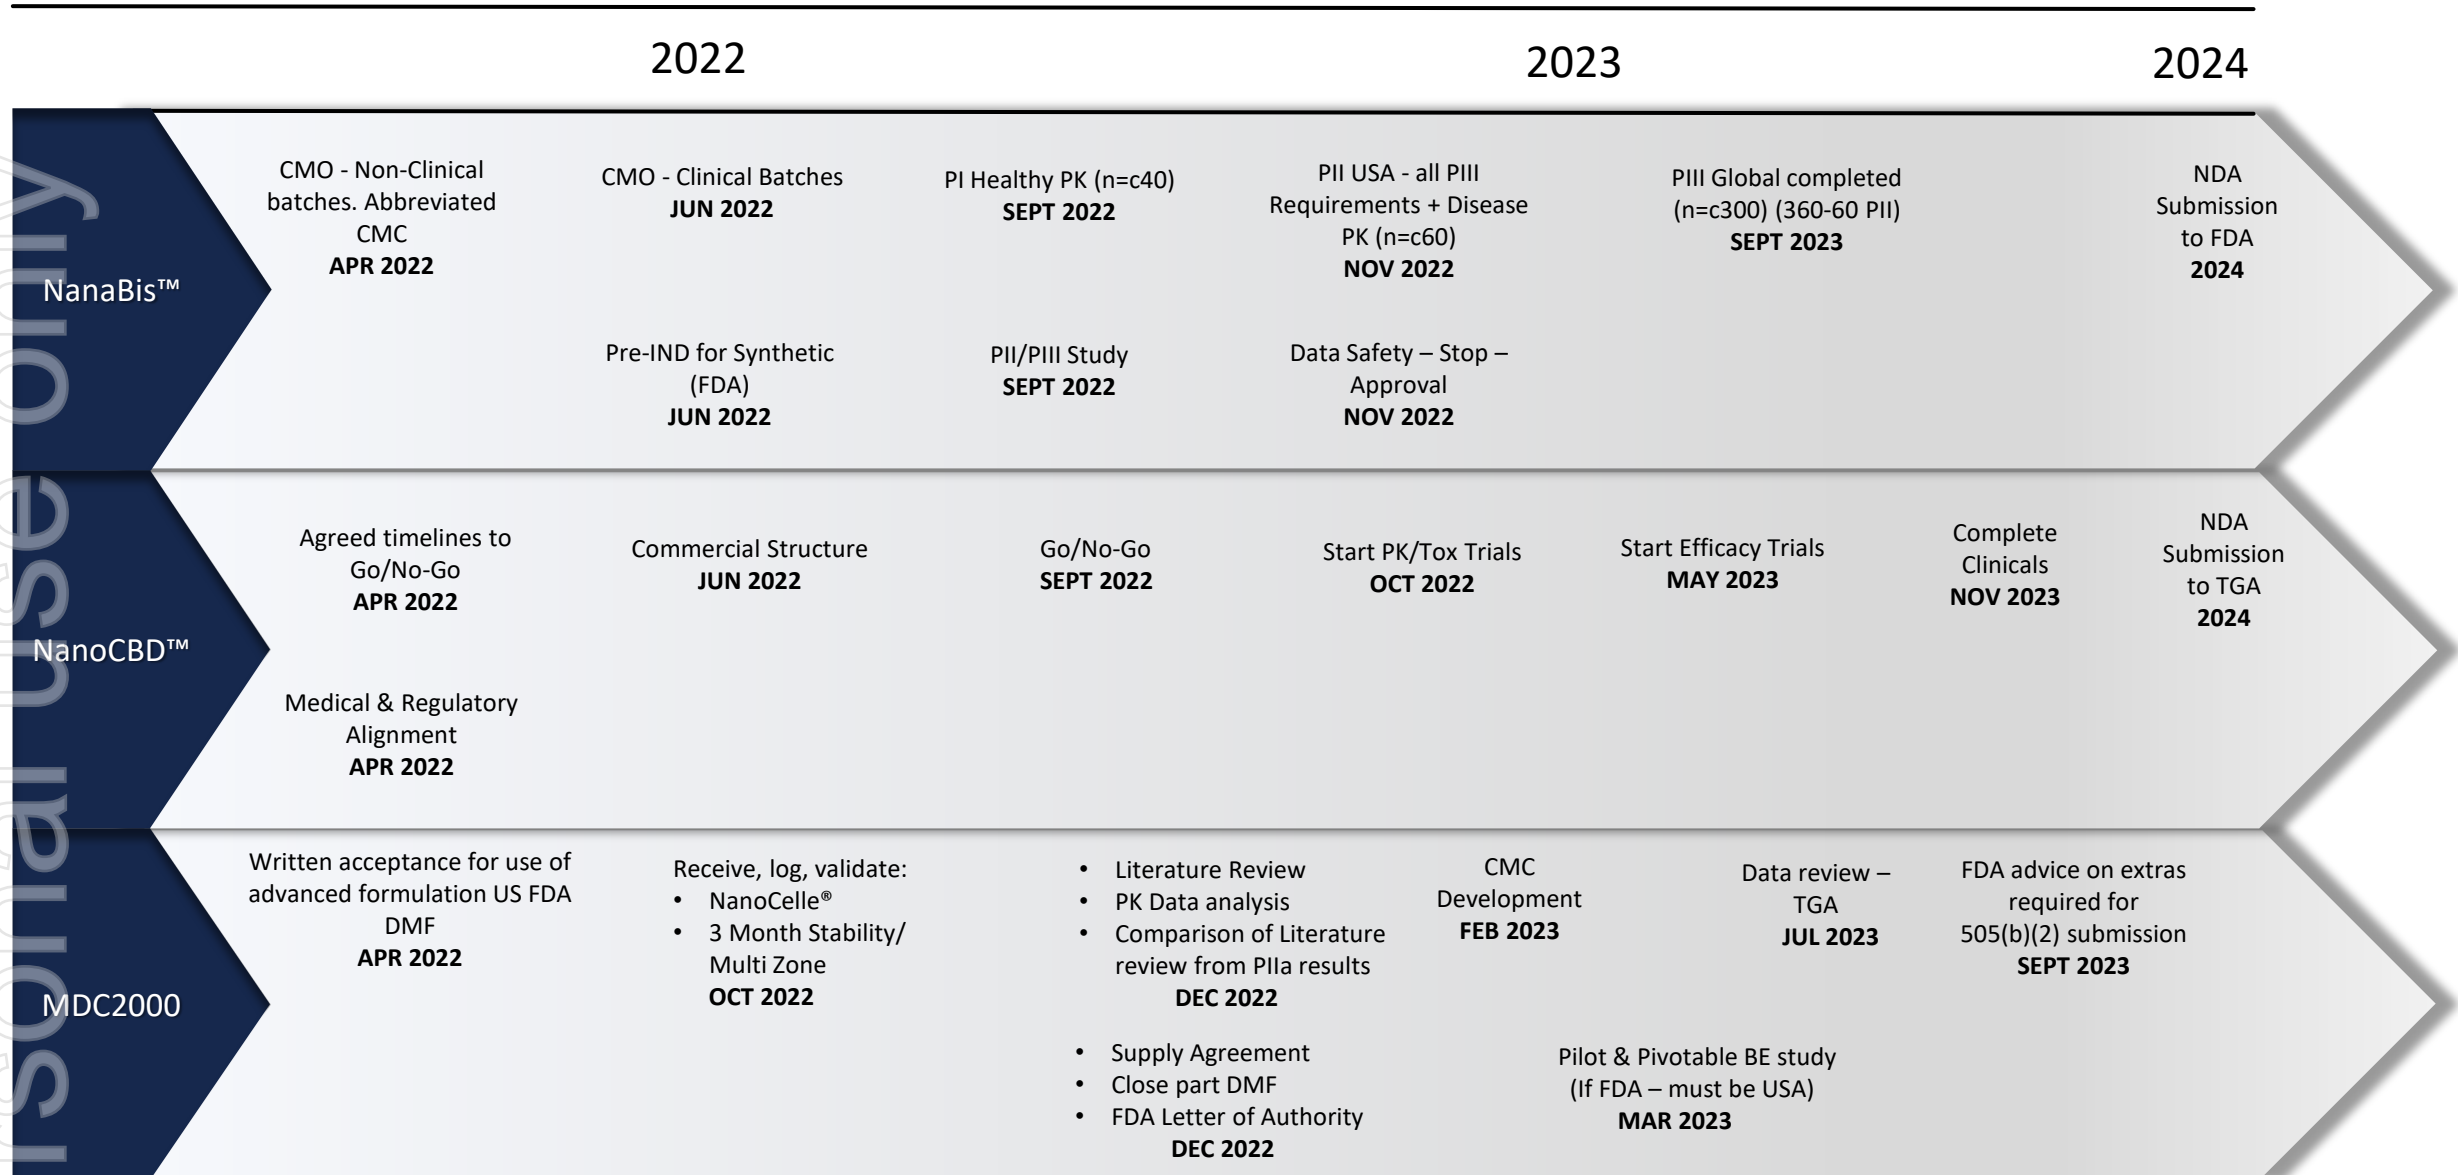 2022
2023
2024
NanaBis™
CMO - Non-Clinical
batches. Abbreviated
CMC
APR 2022
CMO - Clinical Batches
JUN 2022
PI Healthy PK (n=c40)
SEPT 2022
PII USA - all PIII
Requirements + Disease
PK (n=c60)
NOV 2022
PIII Global completed
(n=c300) (360-60 PII)
SEPT 2023
NDA
Submission
to FDA
2024
Pre-IND for Synthetic
(FDA)
JUN 2022
PII/PIII Study
SEPT 2022
Data Safety – Stop –
Approval
NOV 2022
NanoCBD™
Agreed timelines to
Go/No-Go
APR 2022
Commercial Structure
JUN 2022
Go/No-Go
SEPT 2022
Start PK/Tox Trials
OCT 2022
Start Efficacy Trials
MAY 2023
Complete
Clinicals
NOV 2023
NDA
Submission
to TGA
2024
Medical & Regulatory
Alignment
APR 2022
MDC2000
Written acceptance for use of
advanced formulation US FDA
DMF
APR 2022
Receive, log, validate:
• NanoCelle®
• 3 Month Stability/
Multi Zone
OCT 2022
• Literature Review
• PK Data analysis
• Comparison of Literature
review from PIIa results
DEC 2022
CMC
Development
FEB 2023
Data review –
TGA
JUL 2023
FDA advice on extras
required for
505(b)(2) submission
SEPT 2023
• Supply Agreement
• Close part DMF
• FDA Letter of Authority
DEC 2022
Pilot & Pivotable BE study
(If FDA – must be USA)
MAR 2023
rsonal use only